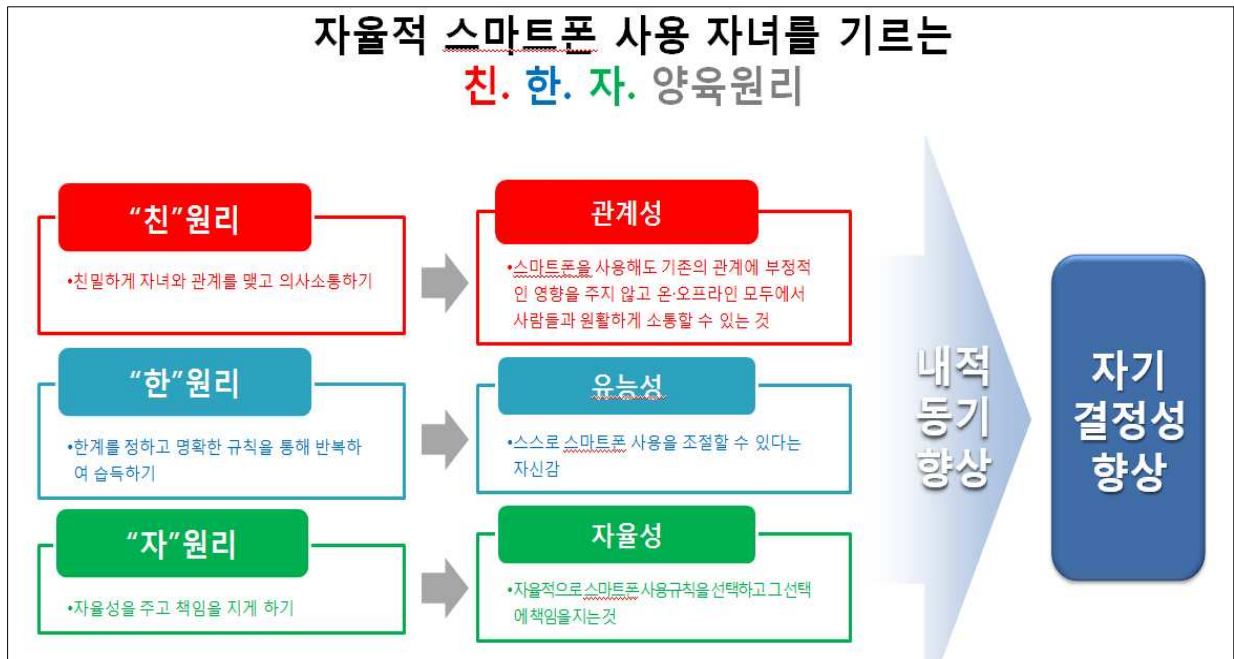 자율적 스마트폰 사용 자녀를 기르는
친. 한. 자. 양육원리
“친”원리
•친밀하게 자녀와 관계를 맺고 의사소통하기
관계성
•스마트폰을 사용해도 기존의 관계에 부정적
인 영향을 주지 않고 온·오프라인 모두에서
사람들과 원활하게 소통할 수 있는 것
“한”원리
•한계를 정하고 명확한 규칙을 통해 반복하
여 습득하기
유능성
•스스로 스마트폰 사용을 조절할 수 있다는
자신감
“자”원리
•자율성을 주고 책임을 지게 하기
자율성
•자율적으로 스마트폰 사용규칙을 선택하고 그 선택
에 책임을 지는 것
내적
동기
향상
자기
결정성
향상